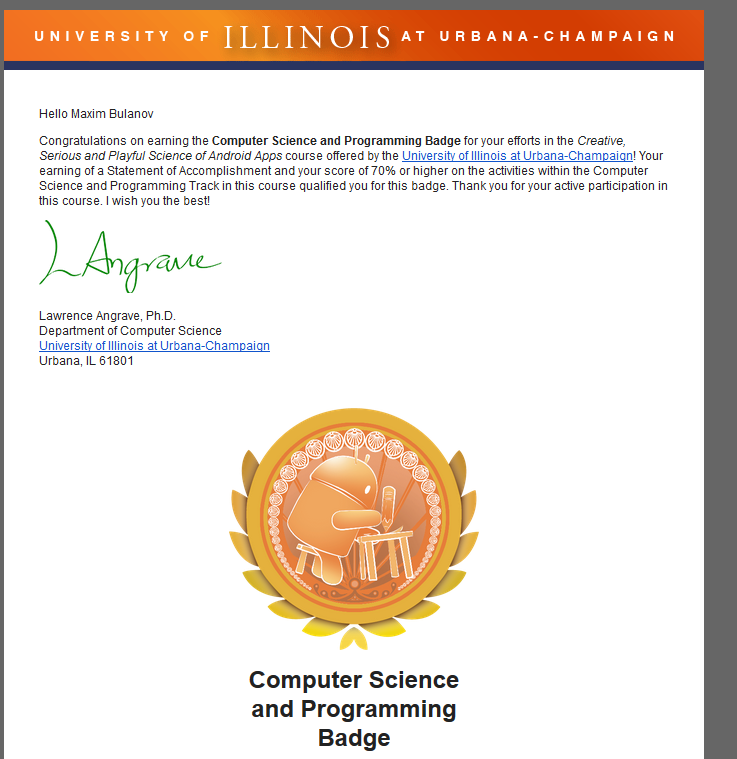 UNIVERSITY OF ILLINOIS AT URBANA-CHAMPAIGN
Hello Maxim Bulanov
Congratulations on earning the Computer Science and Programming Badge for your efforts in the Creative,
Serious and Playful Science of Android Apps course offered by the University of Illinois at Urbana-Champaign! Your
earning of a Statement of Accomplishment and your score of 70% or higher on the activities within the Computer
Science and Programming Track in this course qualified you for this badge. Thank you for your active participation in
this course. I wish you the best!
L Angrave
Lawrence Angrave, Ph.D.
Department of Computer Science
University of Illinois at Urbana-Champaign
Urbana, IL 61801
Computer Science
and Programming
Badge